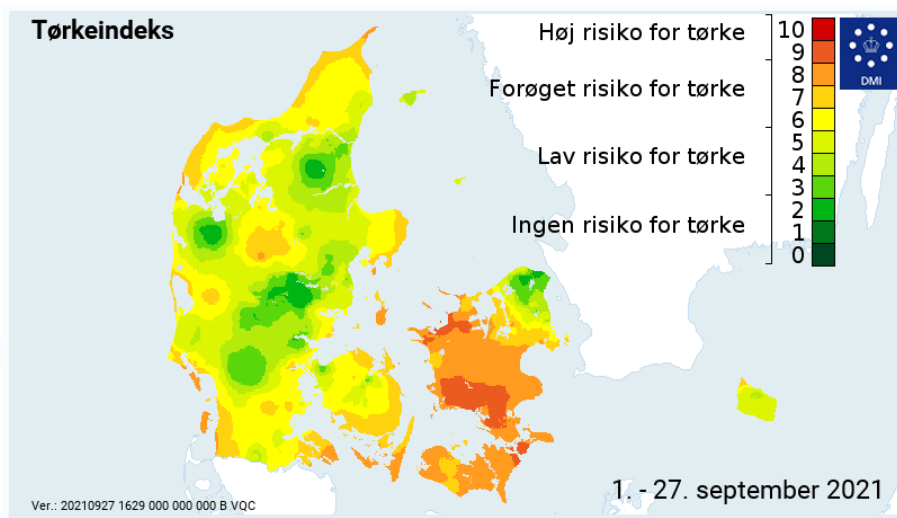 Tørkeindeks
Høj risiko for tørke
Forøget risiko for tørke
Lav risiko for tørke
Ingen risiko for tørke
10
9
8
7
6
5
4
3
2
1
0
DMI
1. - 27. september 2021
Ver.: 20210927 1629 000 000 000 B VQC